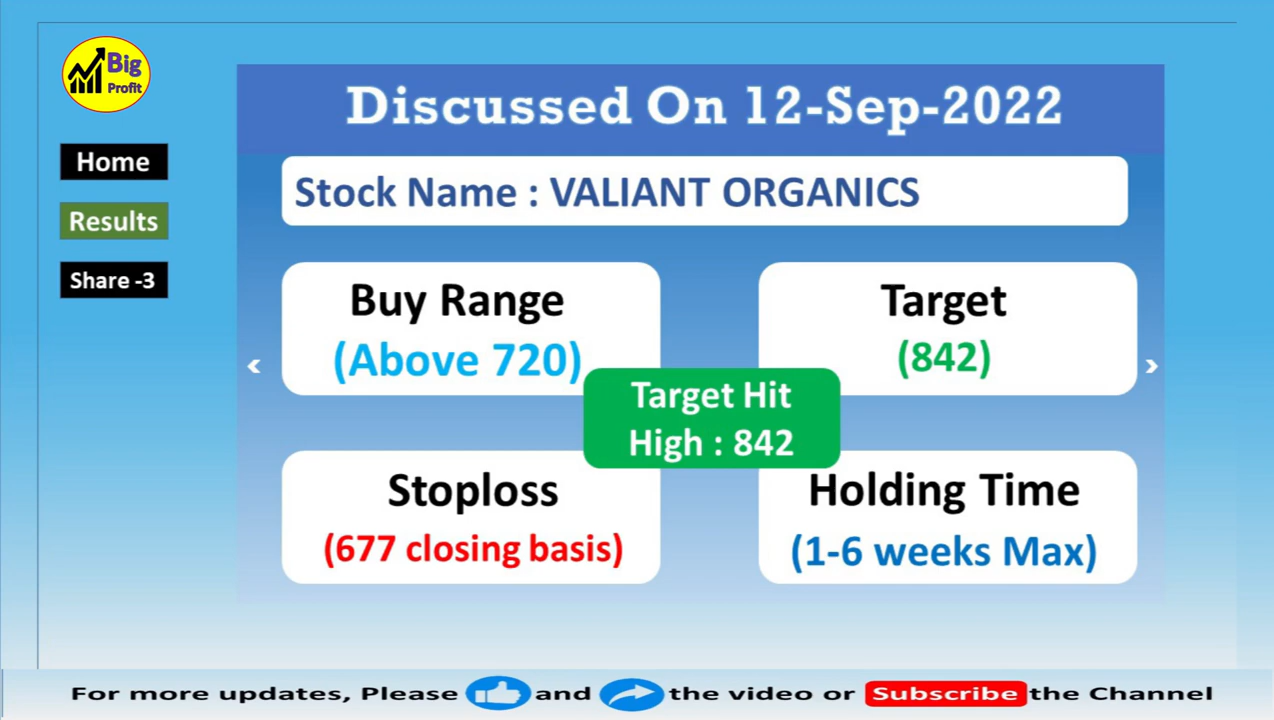 Big
Profit
Discussed On 12-Sep-2022
Home
Results
Share -3
Stock Name : VALIANT ORGANICS
Buy Range
(Above 720)
Target
(842)
Target Hit
High : 842
Stoploss
(677 closing basis)
Holding Time
(1-6 weeks Max)
For more updates, Please and the video or Subscribe the Channel